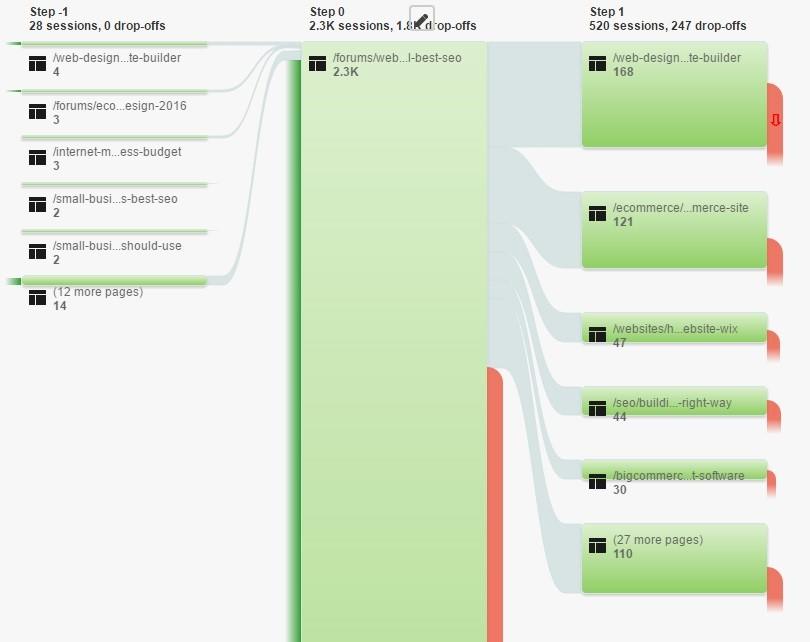 Step -1
28 sessions, 0 drop-offs
/web-design...te-builder
4
/forums/eco...esign-2016
3
/internet-m...ess-budget
3
/small-busi...s-best-seo
2
/small-busi...should-use
2
(12 more pages)
14
Step 0
2.3K sessions, 1.8K drop-offs
/forums/web...l-best-seo
2.3K
Step 1
520 sessions, 247 drop-offs
/web-design...te-builder
168
/ecommerce/...merce-site
121
/websites/h...ebsite-wix
47
/seo/buildi...-right-way
44
/bigcommerc...t-software
30
(27 more pages)
110